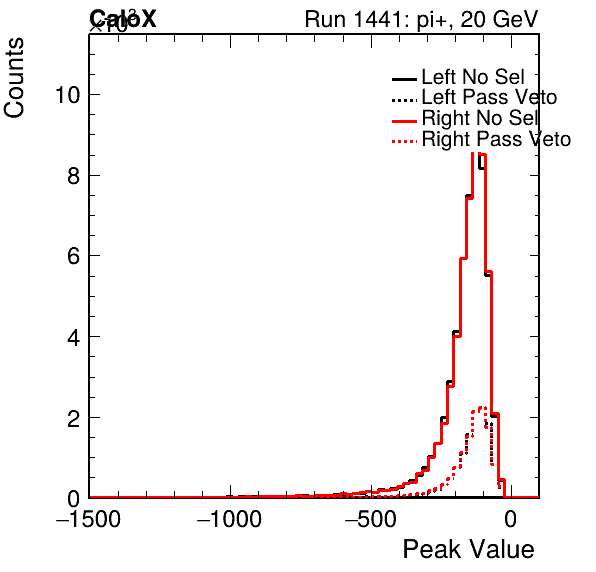 CaloX
×10³
Run 1441: pi+, 20 GeV
Counts
Left No Sel
Left Pass Veto
Right No Sel
Right Pass Veto
10
8
6
4
2
0
−1500 −1000 −500 0
Peak Value